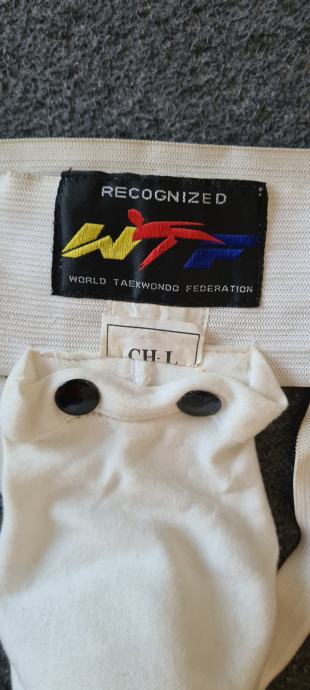 RECOGNIZED
WTF
WORLD TAEKWONDO FEDERATION
CH-L